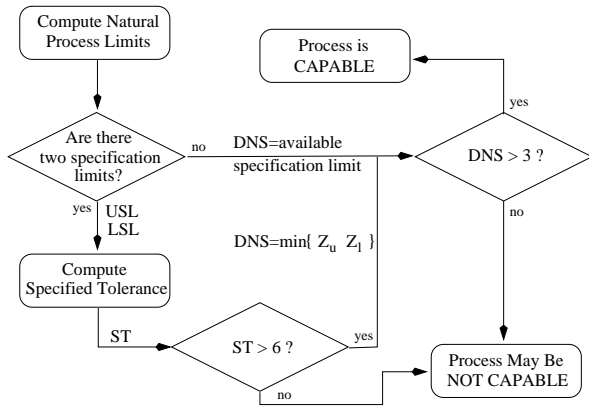 Compute Natural
Process Limits
Process is
CAPABLE
yes
Are there
two specification
limits?
no
DNS=available
specification limit
DNS > 3 ?
yes
USL
LSL
no
DNS=min{ Zu Zl }
Compute
Specified Tolerance
ST
ST > 6 ?
yes
no
Process May Be
NOT CAPABLE